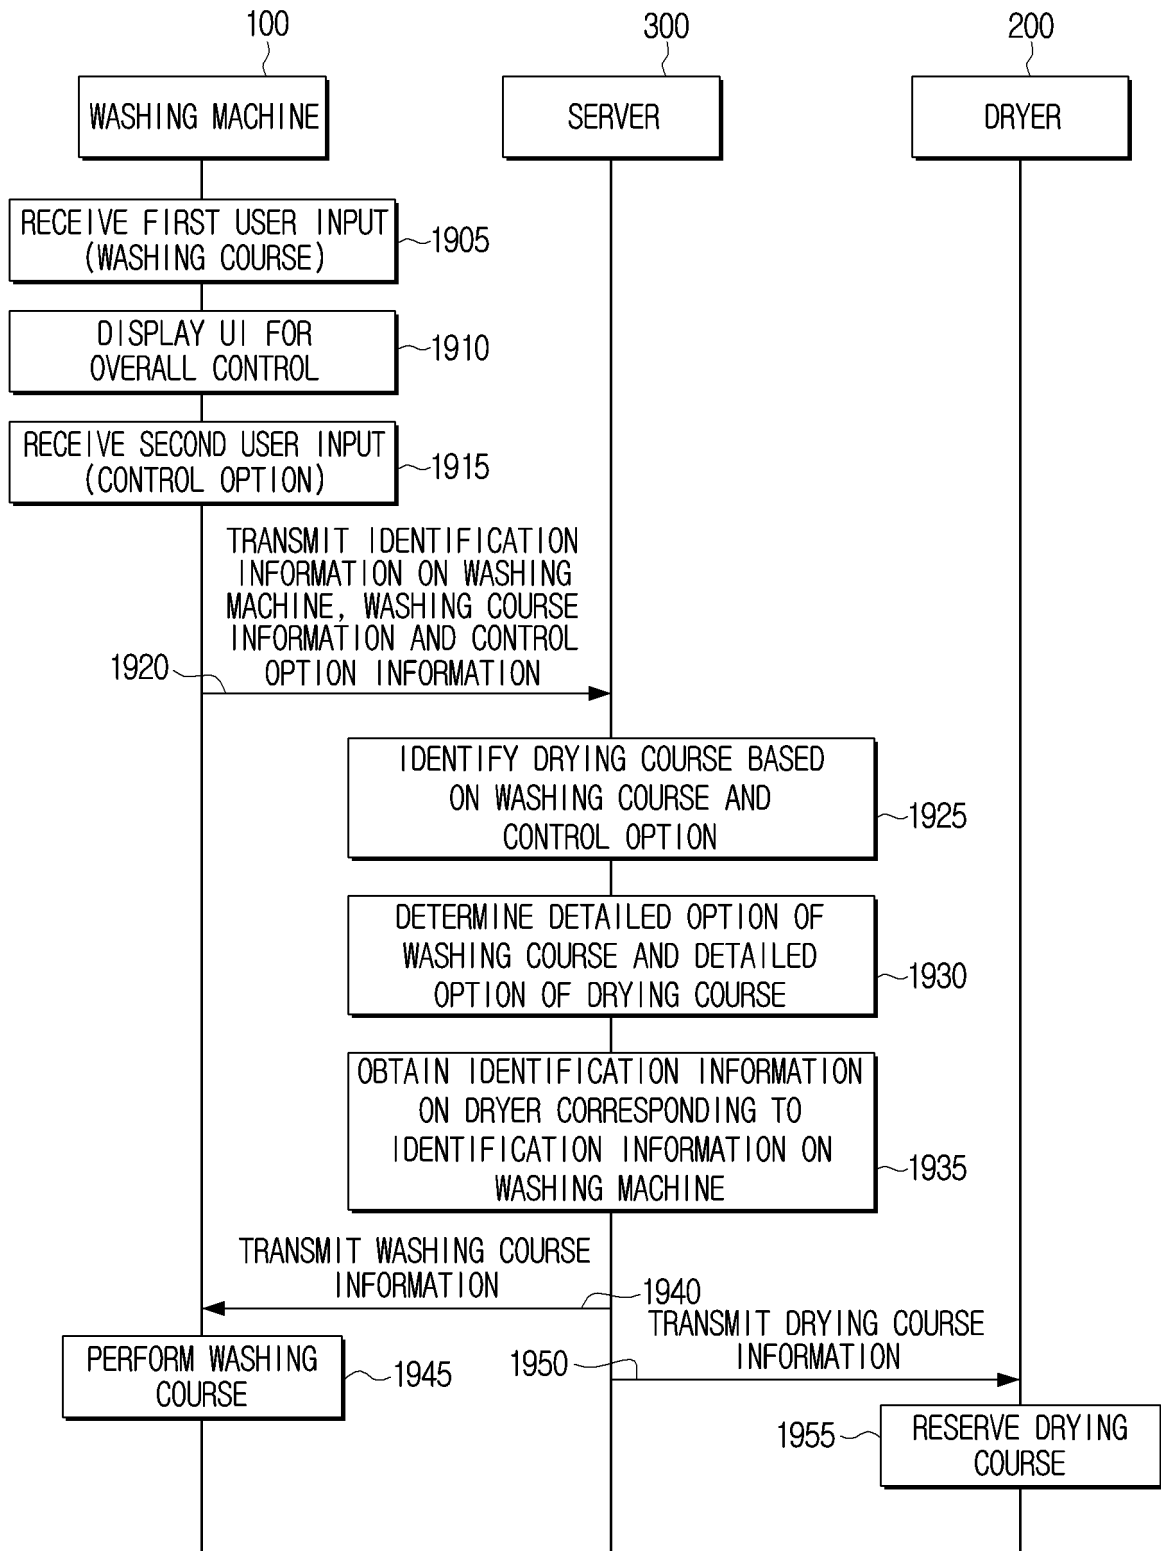 100
300
200
WASHING MACHINE
SERVER
DRYER
RECEIVE FIRST USER INPUT
(WASHING COURSE)
1905
DISPLAY UI FOR
OVERALL CONTROL
1910
RECEIVE SECOND USER INPUT
(CONTROL OPTION)
1915
TRANSMIT IDENTIFICATION
INFORMATION ON WASHING
MACHINE, WASHING COURSE
INFORMATION AND CONTROL
OPTION INFORMATION
1920
IDENTIFY DRYING COURSE BASED
ON WASHING COURSE AND
CONTROL OPTION
1925
DETERMINE DETAILED OPTION OF
WASHING COURSE AND DETAILED
OPTION OF DRYING COURSE
1930
OBTAIN IDENTIFICATION INFORMATION
ON DRYER CORRESPONDING TO
IDENTIFICATION INFORMATION ON
WASHING MACHINE
1935
TRANSMIT WASHING COURSE
INFORMATION
1940
TRANSMIT DRYING COURSE
INFORMATION
1950
PERFORM WASHING
COURSE
1945
RESERVE DRYING
COURSE
1955